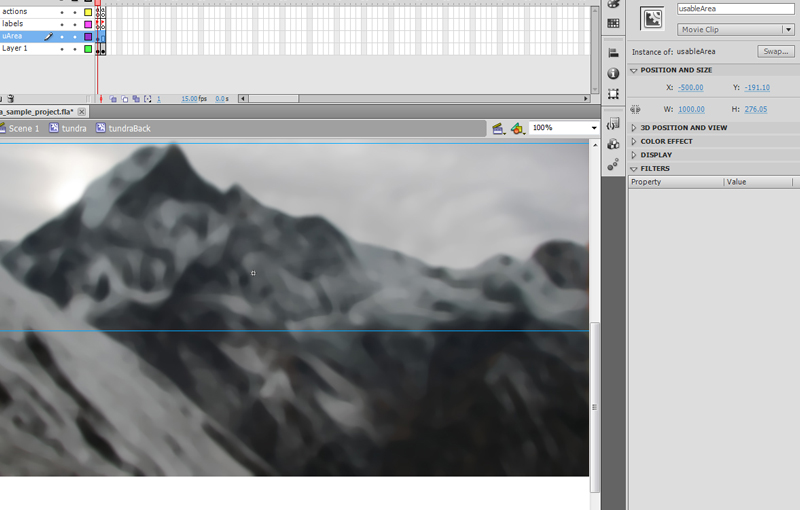 actions
labels
uArea
Layer 1
1 15.00 fps 0.0 s
a_sample_project.fla*
Scene 1 tundra tundraBack 100%
usableArea
Movie Clip
Instance of: usableArea Swap...
POSITION AND SIZE
X: -500.00 Y: -191.10
W: 1000.00 H: 276.05
3D POSITION AND VIEW
COLOR EFFECT
DISPLAY
FILTERS
Property Value